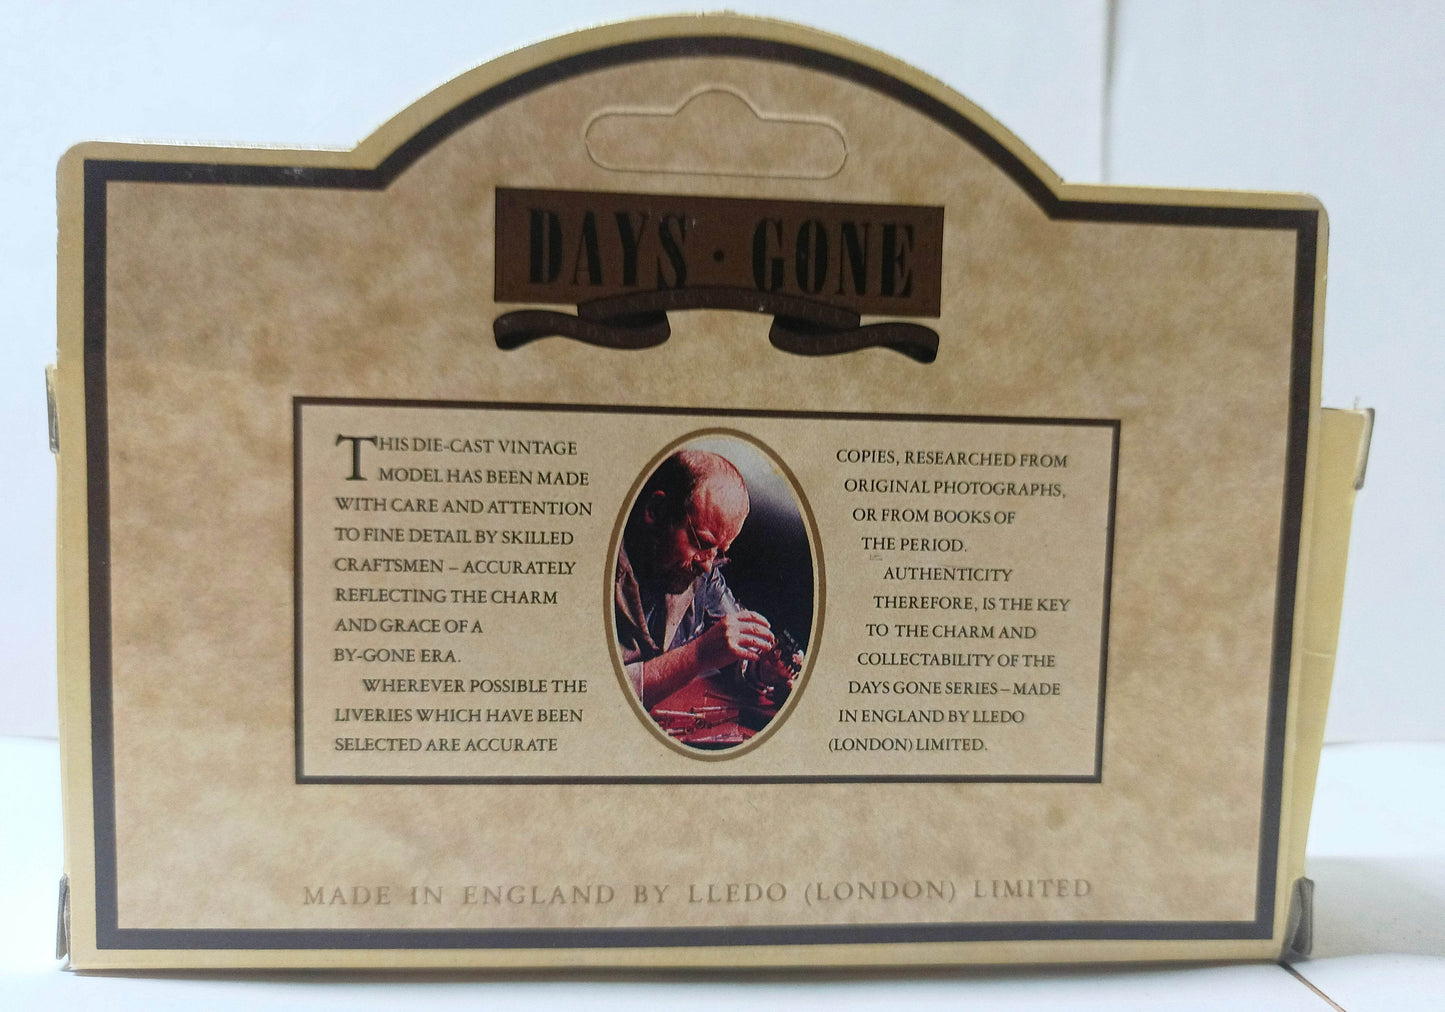 DAYS · GONE
THIS DIE-CAST VINTAGE
MODEL HAS BEEN MADE
WITH CARE AND ATTENTION
TO FINE DETAIL BY SKILLED
CRAFTSMEN – ACCURATELY
REFLECTING THE CHARM
AND GRACE OF A
BY-GONE ERA.
WHEREVER POSSIBLE THE
LIVERIES WHICH HAVE BEEN
SELECTED ARE ACCURATE
COPIES, RESEARCHED FROM
ORIGINAL PHOTOGRAPHS,
OR FROM BOOKS OF
THE PERIOD.
AUTHENTICITY
THEREFORE, IS THE KEY
TO THE CHARM AND
COLLECTABILITY OF THE
DAYS GONE SERIES – MADE
IN ENGLAND BY LLEDO
(LONDON) LIMITED.
MADE IN ENGLAND BY LLEDO (LONDON) LIMITED